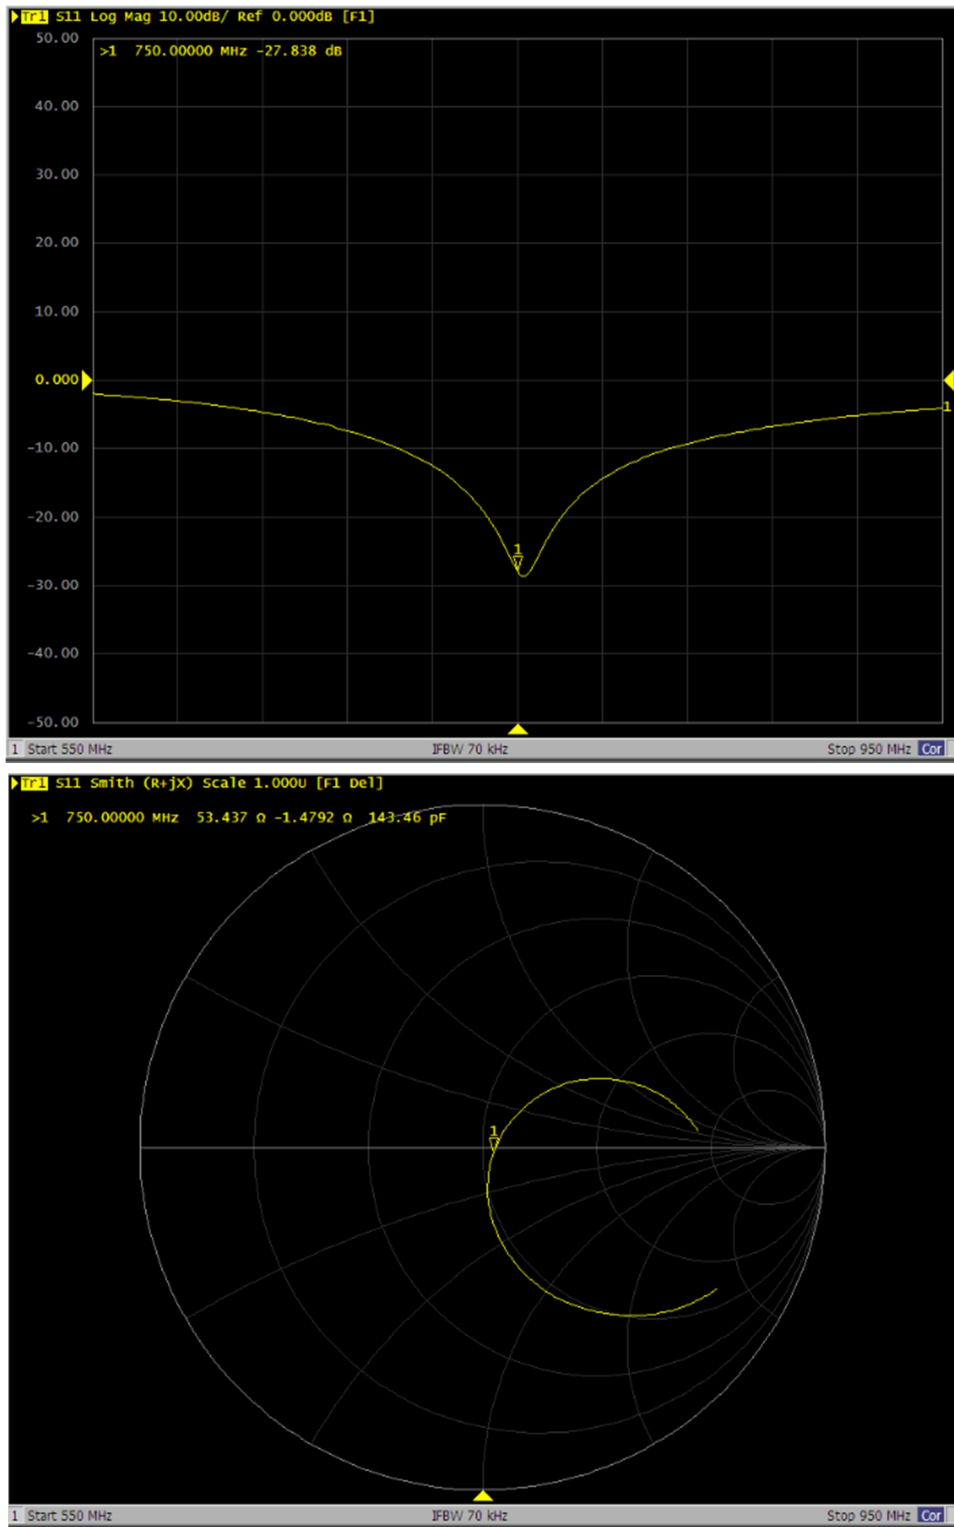 Tr1 S11 Log Mag 10.00dB/ Ref 0.000dB [F1]
50.00
>1 750.00000 MHz -27.838 dB
40.00
30.00
20.00
10.00
0.000
1
-10.00
-20.00
1
-30.00
-40.00
-50.00
1 Start 550 MHz IFBW 70 kHz Stop 950 MHz Cor
Tr1 S11 Smith (R+jX) Scale 1.000U [F1 Del]
>1 750.00000 MHz 53.437 Ω -1.4792 Ω 143.46 pF
1
1 Start 550 MHz IFBW 70 kHz Stop 950 MHz Cor